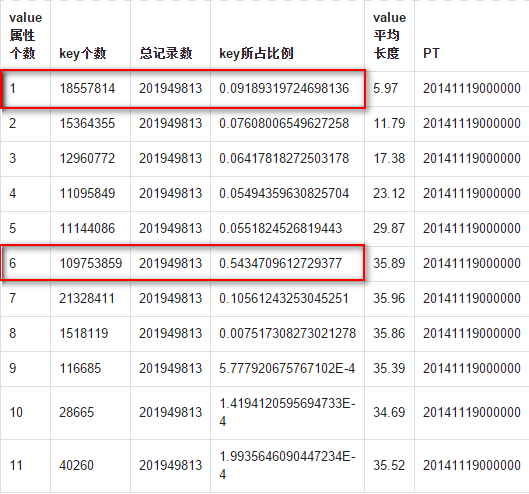 value属性个数 key个数 总记录数 key所占比例 value平均长度 PT
1 18557814 201949813 0.09189319724698136 5.97 20141119000000
2 15364355 201949813 0.07608006549627258 11.79 20141119000000
3 12960772 201949813 0.06417818272503178 17.38 20141119000000
4 11095849 201949813 0.05494359630825704 23.12 20141119000000
5 11144086 201949813 0.0551824526819443 29.87 20141119000000
6 109753859 201949813 0.5434709612729377 35.89 20141119000000
7 21328411 201949813 0.10561243253045251 35.96 20141119000000
8 1518119 201949813 0.007517308273021278 35.86 20141119000000
9 116685 201949813 5.777920675767102E-4 35.39 20141119000000
10 28665 201949813 1.4194120595694733E-4 34.69 20141119000000
11 40260 201949813 1.9935646090447234E-4 35.52 20141119000000